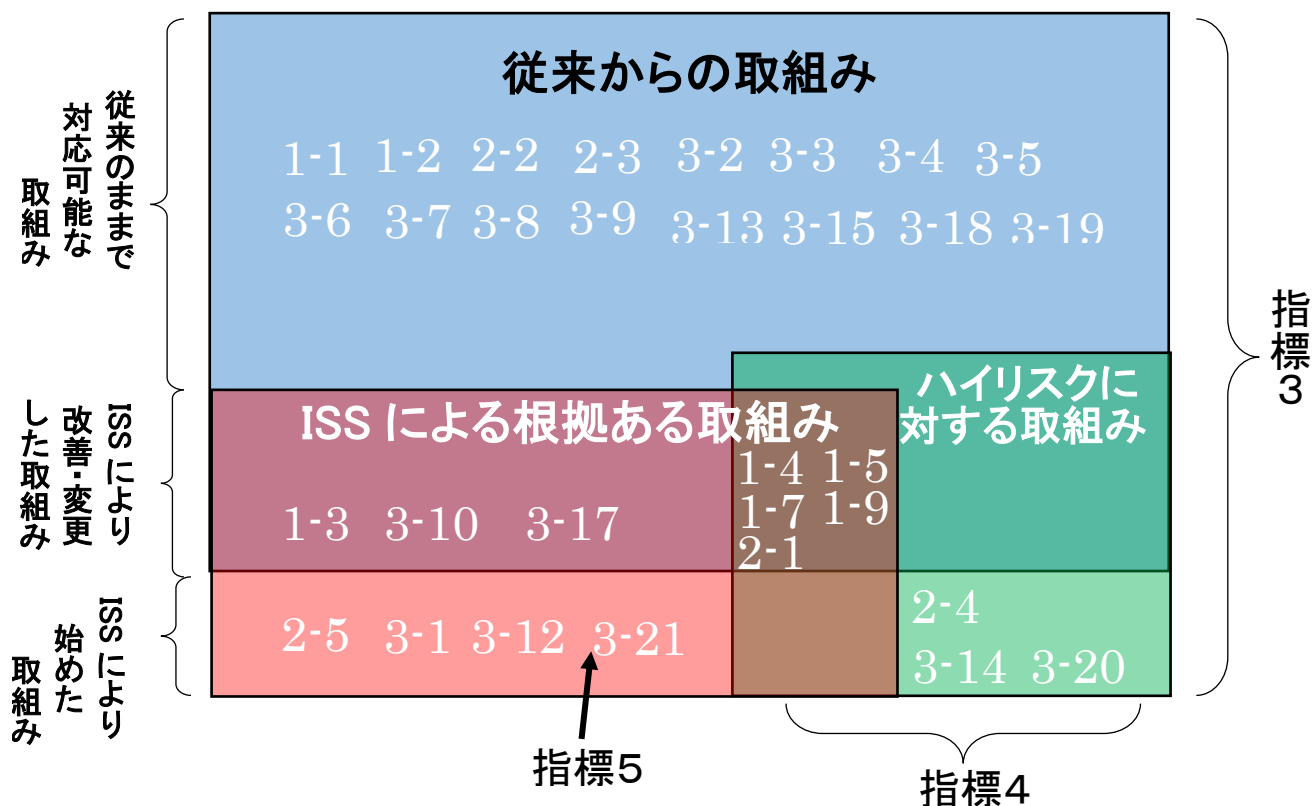 従来からの取組み
1-1 1-2 2-2 2-3 3-2 3-3 3-4 3-5
3-6 3-7 3-8 3-9 3-13 3-15 3-18 3-19
従来のままで
対応可能な
取組み
指標３
ハイリスクに
対する取組み
ISS による根拠ある取組み
1-4 1-5
1-7 1-9
2-1
1-3 3-10 3-17
ISS により
改善・変更
した取組み
2-5 3-1 3-12 3-21
2-4
3-14 3-20
ISS により
始めた
取組み
指標５
指標４